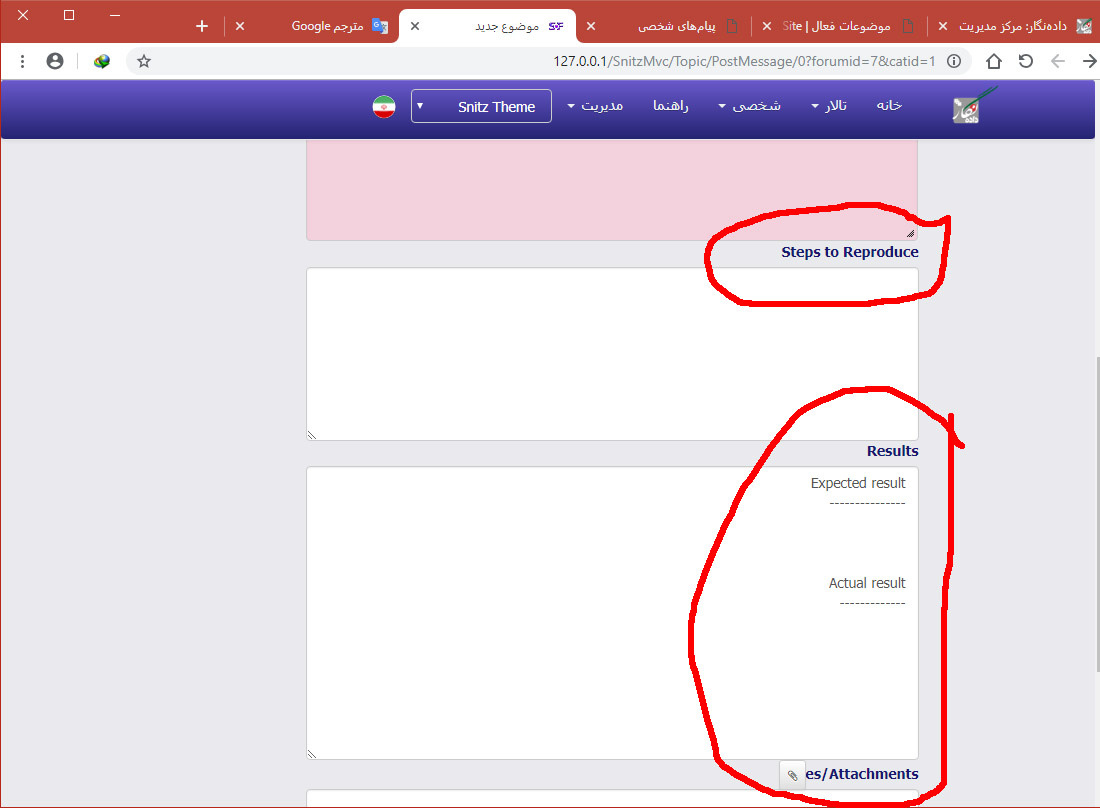 داده‌نگار: مرکز مدیریت
موضوعات فعال | Site
پیام‌های شخصی
موضوع جدید
مترجم Google
127.0.0.1/SnitzMvc/Topic/PostMessage/0?forumid=7&catid=1
خانه تالار شخصی راهنما مدیریت Snitz Theme
Steps to Reproduce
Results
Expected result
---------------
Actual result
-------------
es/Attachments